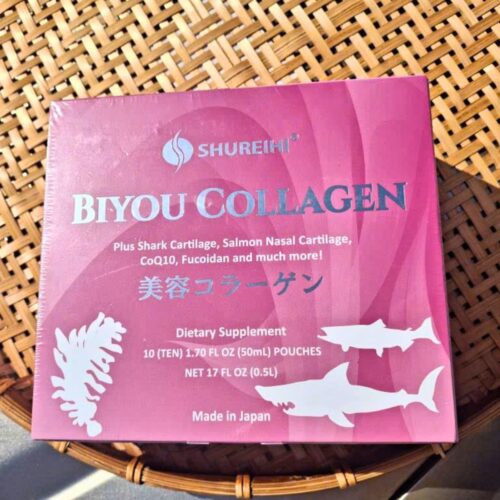 SHUREIHI®
BIYOU COLLAGEN
Plus Shark Cartilage, Salmon Nasal Cartilage,
CoQ10, Fucoidan and much more!
美容コラーゲン
Dietary Supplement
10 (TEN) 1.70 FL OZ (50mL) POUCHES
NET 17 FL OZ (0.5L)
Made in Japan